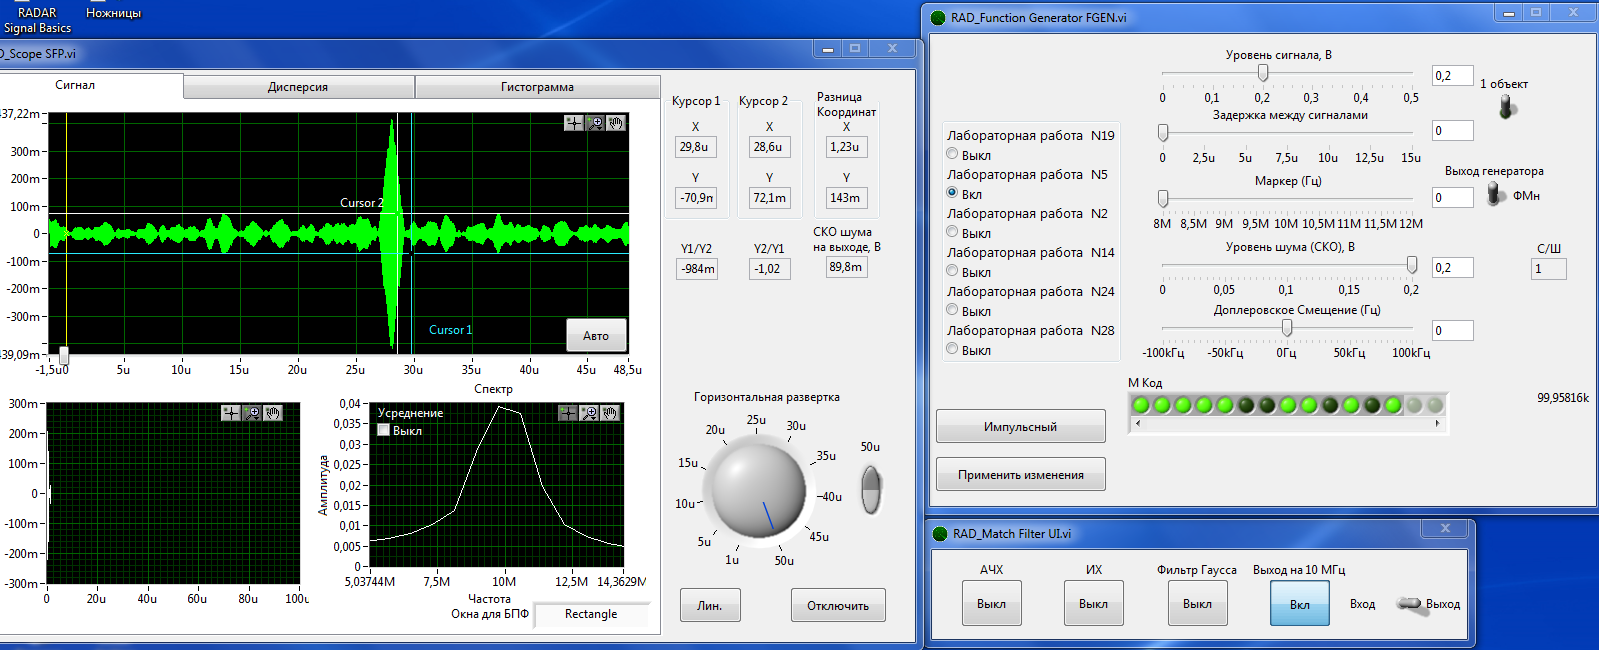 RADAR
Signal Basics
Ножницы
D_Scope SFP.vi
Сигнал
Дисперсия
Гистограмма
437,22m
300m
200m
100m
0
-100m
-200m
-300m
439,09m
Cursor 2
Cursor 1
Авто
-1,5u0
5u
10u
15u
20u
25u
30u
35u
40u
45u
48,5u
Курсор 1
X
29,8u
Y
-70,9m
Курсор 2
X
28,6u
Y
72,1m
Разница
Координат
X
1,23u
Y
143m
Y1/Y2
-984m
Y2/Y1
-1,02
СКО шума
на выходе, В
89,8m
300m
200m
100m
0
-100m
-200m
-300m
0
20u
40u
60u
80u
100u
Спектр
Амплитуда
0,04
0,035
0,03
0,025
0,02
0,015
0,01
0,005
0
Усреднение
Выкл
5,03744M
7,5M
10M
12,5M
14,3629M
Частота
Окна для БПФ
Rectangle
Горизонтальная развертка
1u
5u
10u
15u
20u
25u
30u
35u
40u
45u
50u
50u
Лин.
Отключить
RAD_Function Generator FGEN.vi
Лабораторная работа N19
Выкл
Лабораторная работа N5
Вкл
Лабораторная работа N2
Выкл
Лабораторная работа N14
Выкл
Лабораторная работа N24
Выкл
Лабораторная работа N28
Выкл
Импульсный
Применить изменения
Уровень сигнала, В
0 0,1 0,2 0,3 0,4 0,5
0,2
1 объект
Задержка между сигналами
0 2,5u 5u 7,5u 10u 12,5u 15u
0
Маркер (Гц)
8M 8,5M 9M 9,5M 10M 10,5M 11M 11,5M 12M
0
Выход генератора
ФМн
Уровень шума (СКО), В
0 0,05 0,1 0,15 0,2
0,2
С/Ш
1
Доплеровское Смещение (Гц)
-100кГц -50кГц 0Гц 50кГц 100кГц
0
М Код
99,95816k
RAD_Match Filter UI.vi
АЧХ
Выкл
ИХ
Выкл
Фильтр Гаусса
Выкл
Выход на 10 МГц
Вкл
Вход
Выход